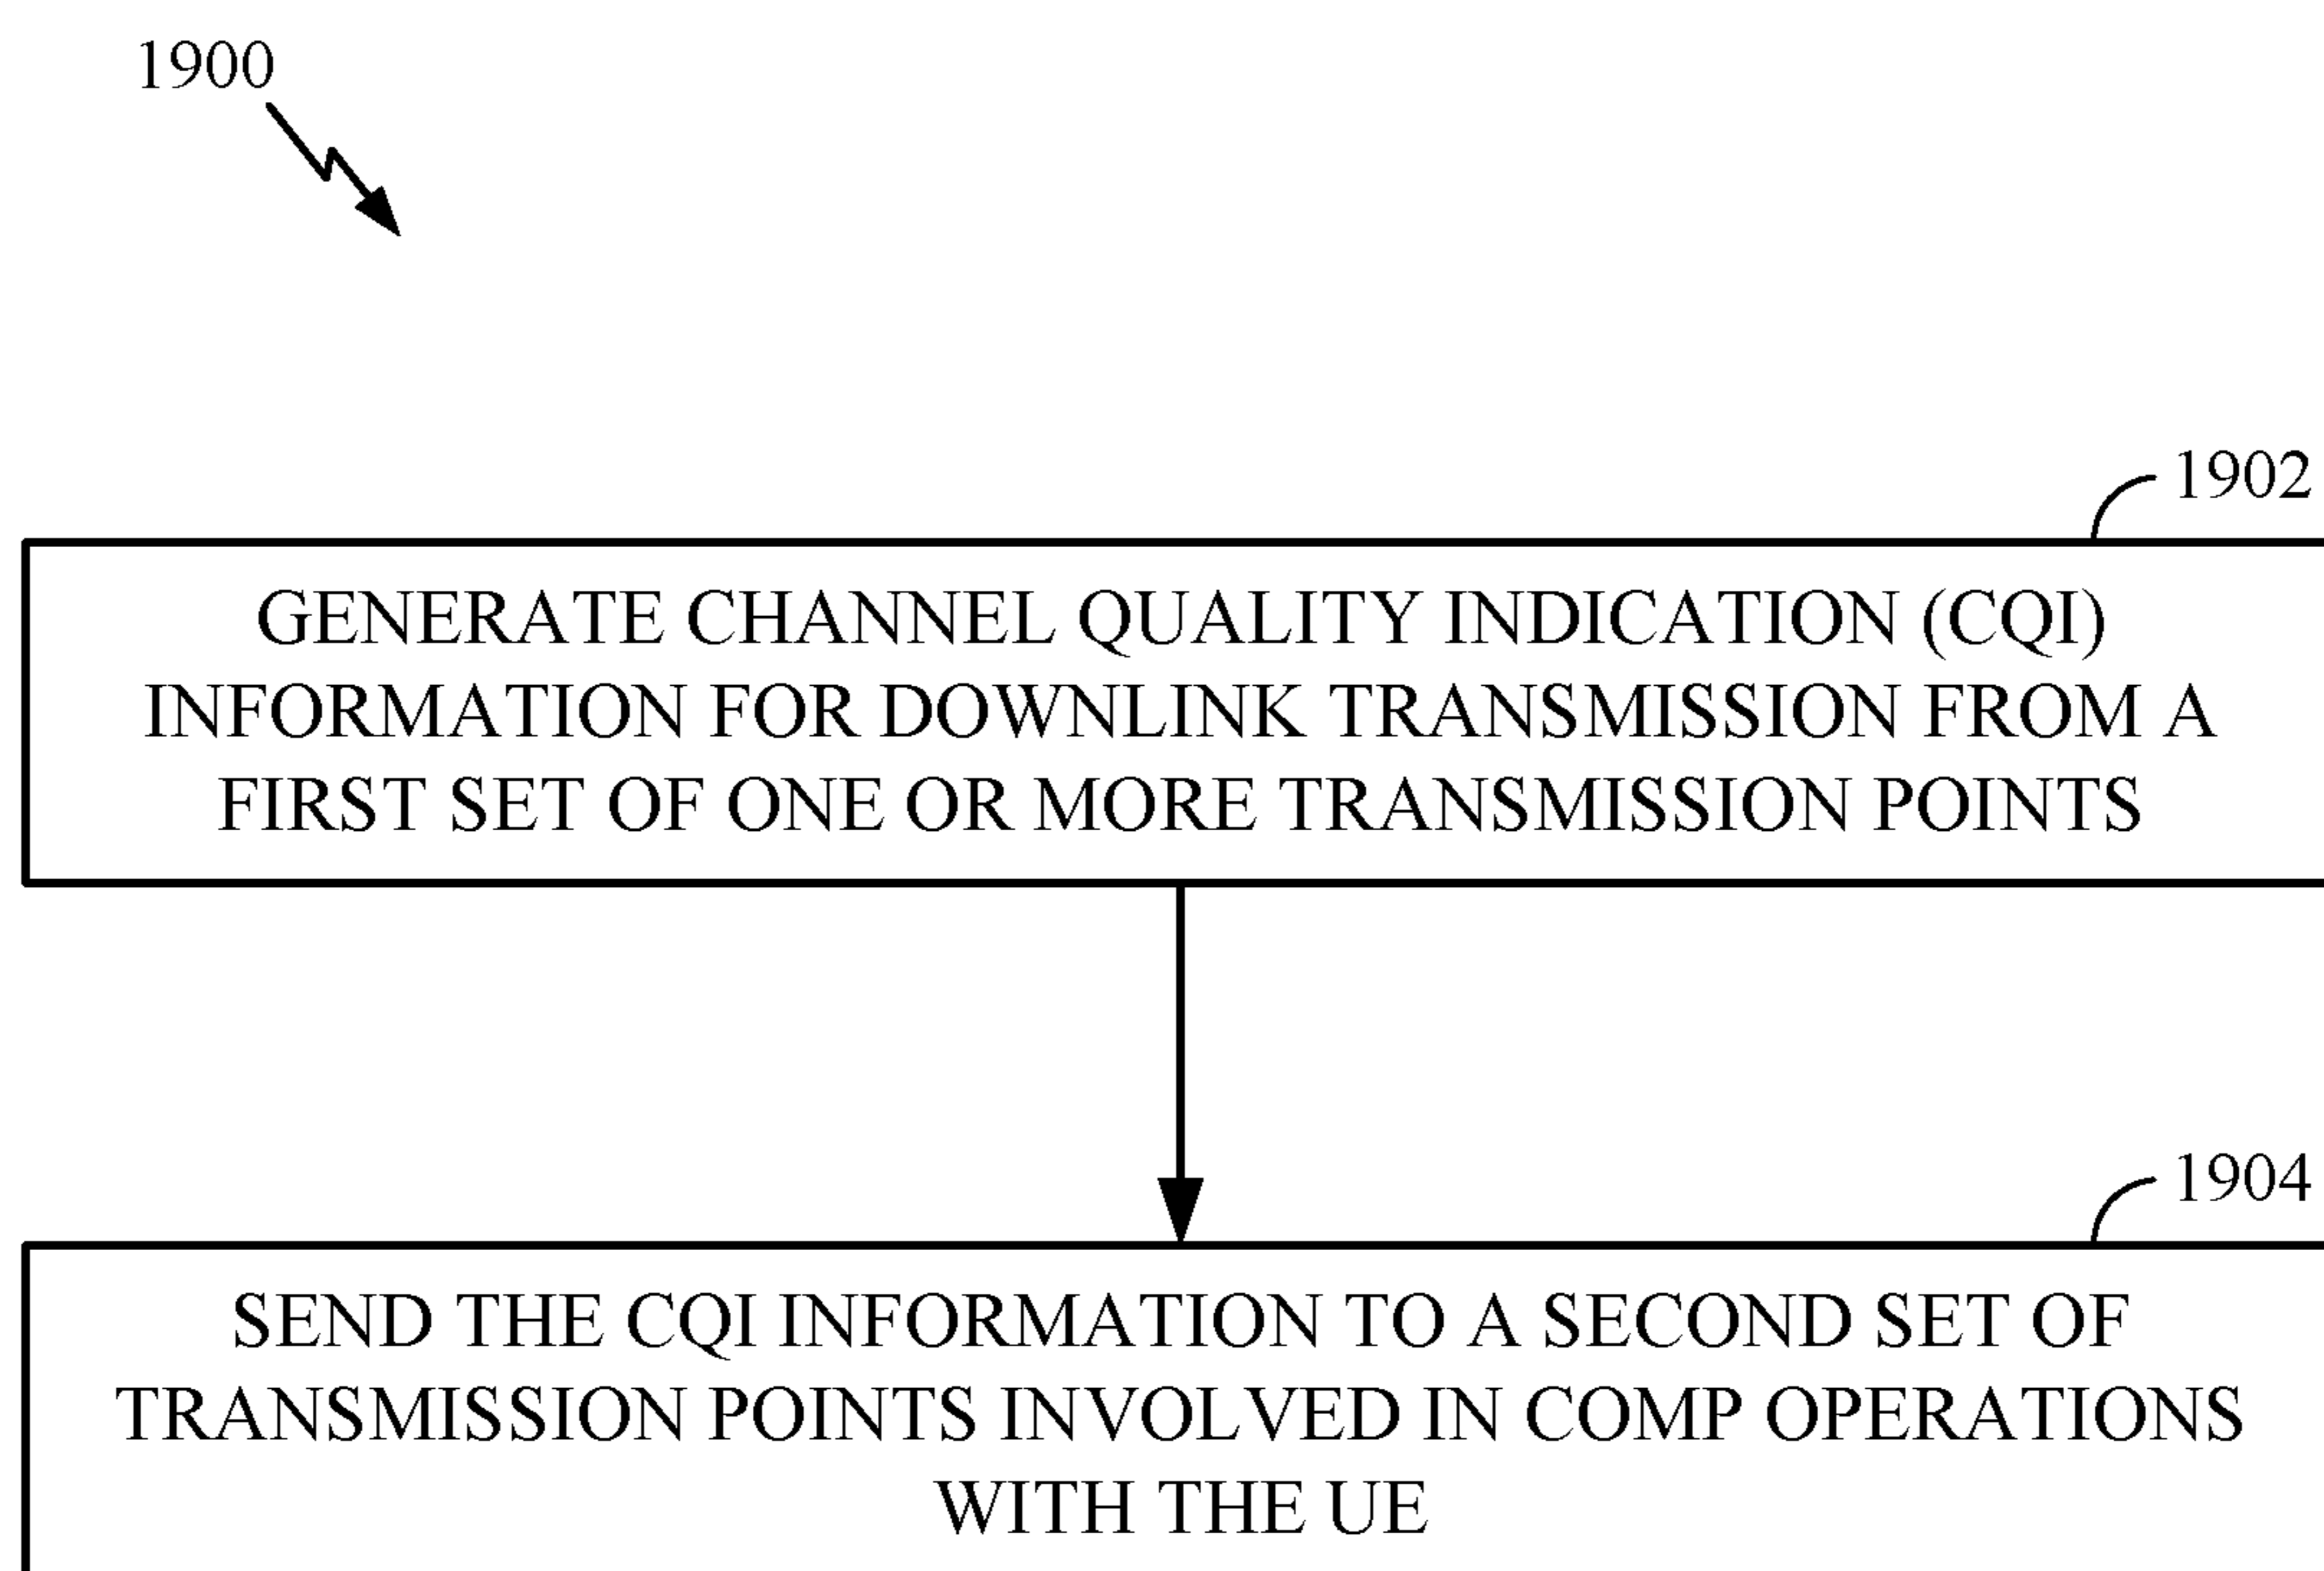 1900
1902
GENERATE CHANNEL QUALITY INDICATION (CQI)
INFORMATION FOR DOWNLINK TRANSMISSION FROM A
FIRST SET OF ONE OR MORE TRANSMISSION POINTS
1904
SEND THE CQI INFORMATION TO A SECOND SET OF
TRANSMISSION POINTS INVOLVED IN COMP OPERATIONS
WITH THE UE